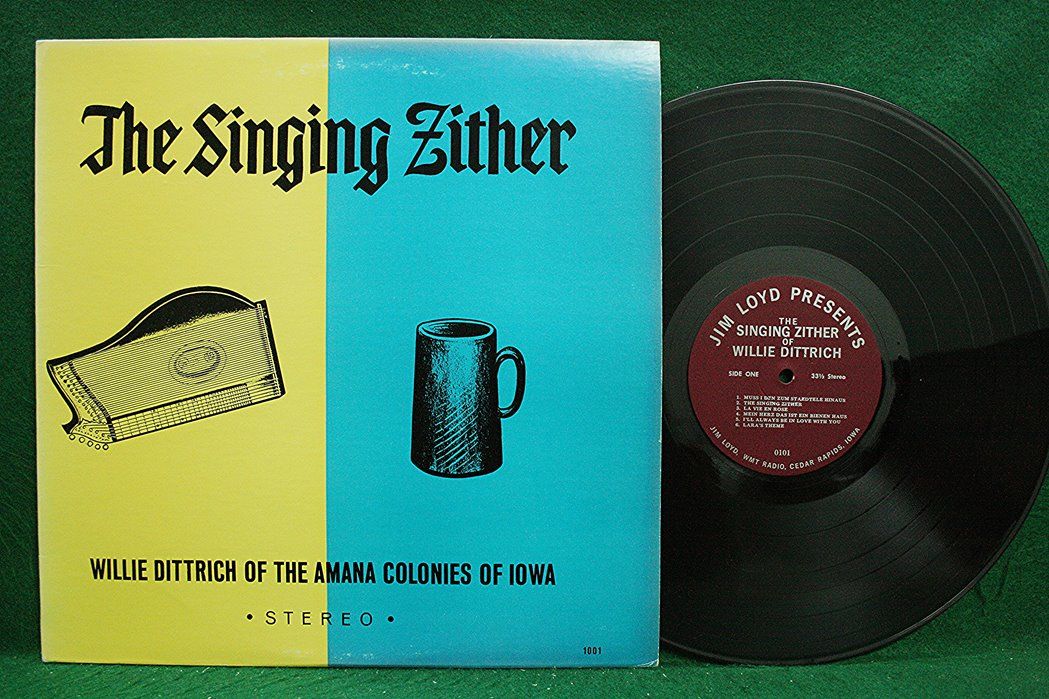 The Singing Zither
WILLIE DITTRICH OF THE AMANA COLONIES OF IOWA
• STEREO •
1001
JIM LOYD PRESENTS
THE
SINGING ZITHER
OF
WILLIE DITTRICH
SIDE ONE 33⅓ Stereo
1. MUSS I DEN ZUM STAEDTELE HINAUS
2. THE SINGING ZITHER
3. LA VIE EN ROSE
4. MEIN HERZ DAS IST EIN BIENEN HAUS
5. I'LL ALWAYS BE IN LOVE WITH YOU
6. LARA'S THEME
0101
JIM LOYD, WMT RADIO, CEDAR RAPIDS, IOWA